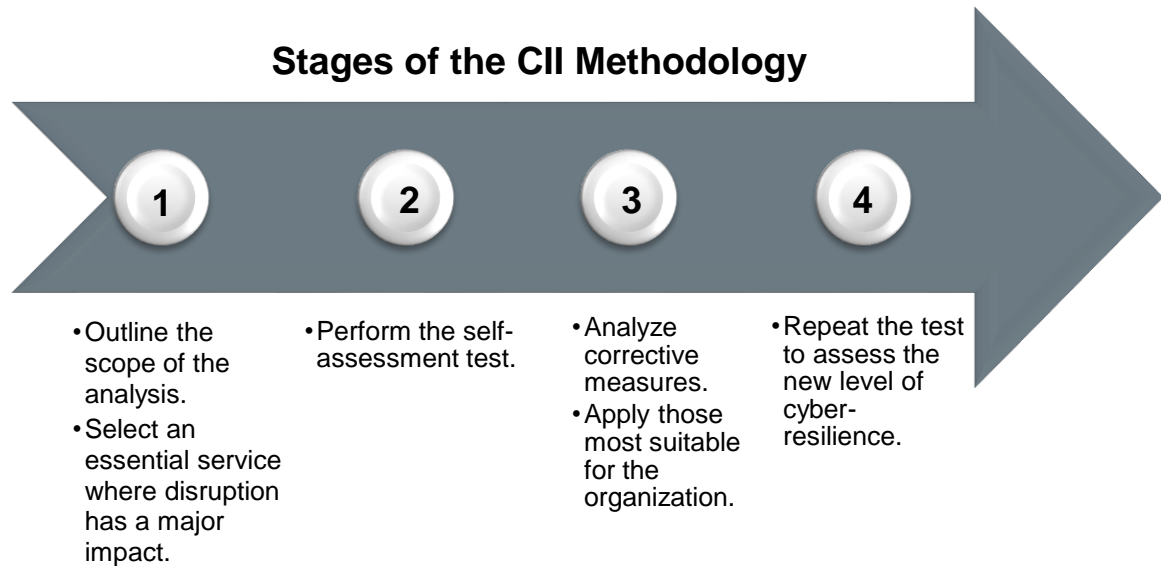 Stages of the CII Methodology
1
2
3
4
•Outline the
scope of the
analysis.
•Select an
essential service
where disruption
has a major
impact.
•Perform the self-
assessment test.
•Analyze
corrective
measures.
•Apply those
most suitable
for the
organization.
•Repeat the test
to assess the
new level of
cyber-
resilience.